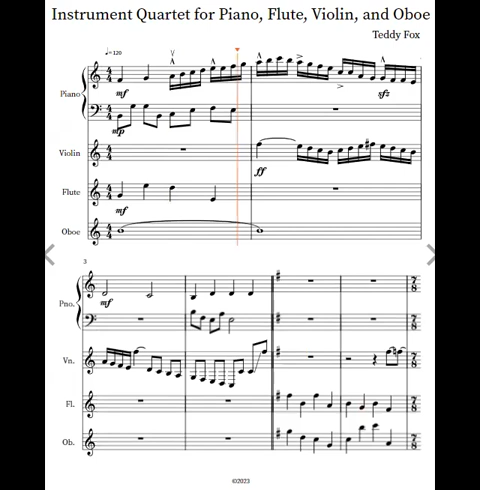 Instrument Quartet for Piano, Flute, Violin, and Oboe
Teddy Fox
♩= 120
Piano
mf
sfz
mp
Violin
ff
Flute
mf
Oboe
3
Pno.
mf
Vn.
Fl.
Ob.
©2023